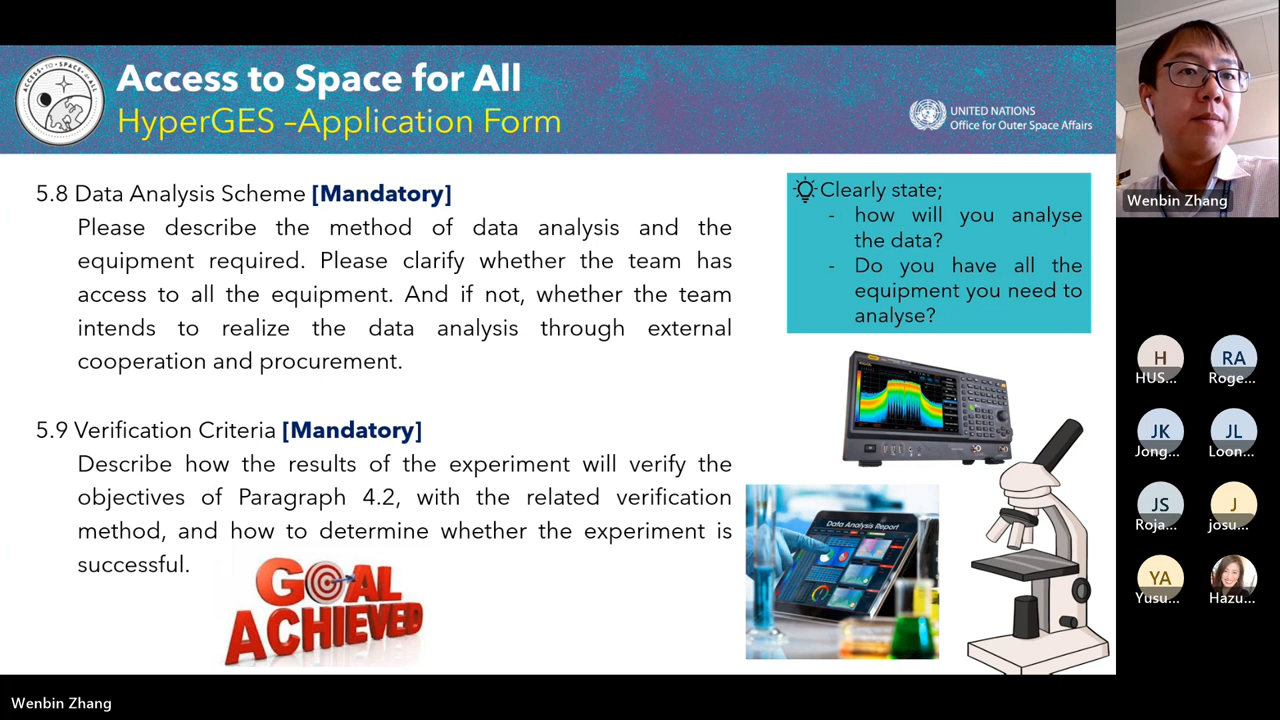 Access to Space for All
HyperGES –Application Form
ACCESS • TO • SPACE • 4 • ALL
UNITED NATIONS
Office for Outer Space Affairs
5.8 Data Analysis Scheme [Mandatory]
Please describe the method of data analysis and the
equipment required. Please clarify whether the team has
access to all the equipment. And if not, whether the team
intends to realize the data analysis through external
cooperation and procurement.
5.9 Verification Criteria [Mandatory]
Describe how the results of the experiment will verify the
objectives of Paragraph 4.2, with the related verification
method, and how to determine whether the experiment is
successful.
GOAL
ACHIEVED
Clearly state;
- how will you analyse
the data?
- Do you have all the
equipment you need to
analyse?
Data Analysis Report
Wenbin Zhang
H
HUS...
RA
Roge...
JK
Jong...
JL
Loon...
JS
Roja...
J
josu...
YA
Yusu...
Hazu...
Wenbin Zhang